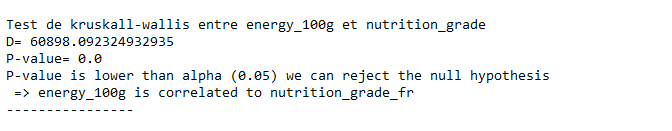 Test de kruskall-wallis entre energy_100g et nutrition_grade
D= 60898.092324932935
P-value= 0.0
P-value is lower than alpha (0.05) we can reject the null hypothesis
 => energy_100g is correlated to nutrition_grade_fr
----------------